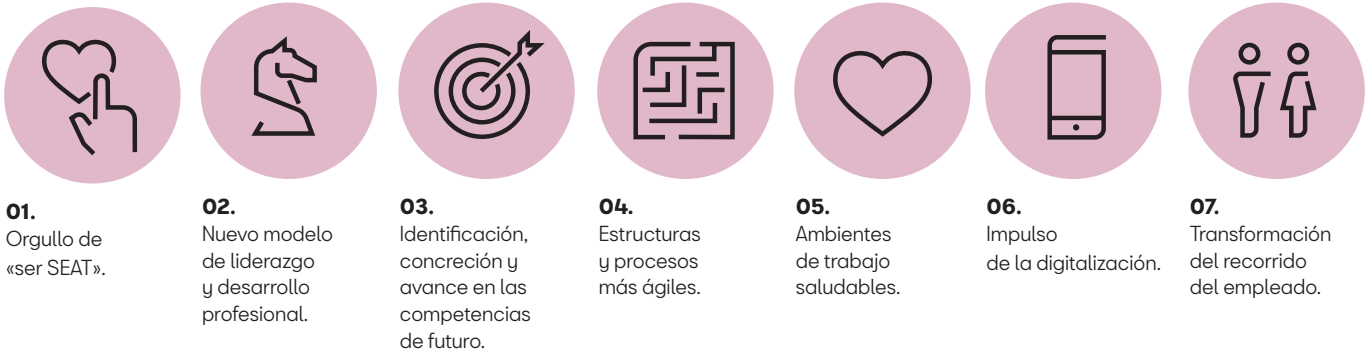 01.
Orgullo de
«ser SEAT».
02.
Nuevo modelo
de liderazgo
y desarrollo
profesional.
03.
Identificación,
concreción y
avance en las
competencias
de futuro.
04.
Estructuras
y procesos
más ágiles.
05.
Ambientes
de trabajo
saludables.
06.
Impulso
de la digitalización.
07.
Transformación
del recorrido
del empleado.